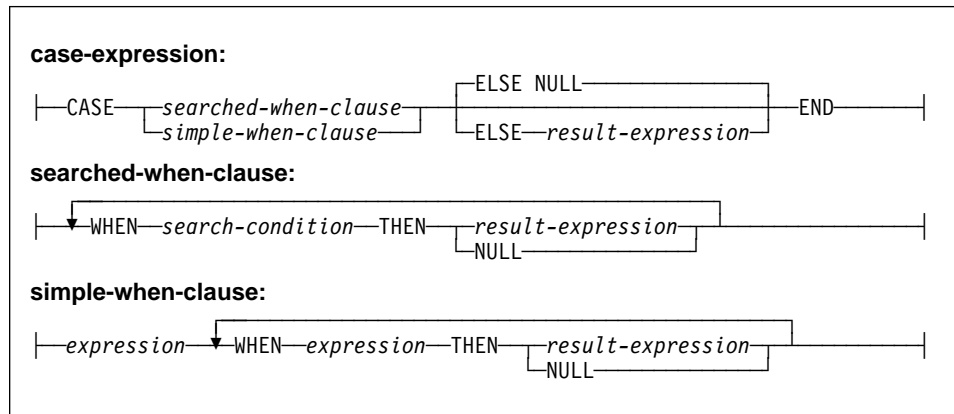 case-expression:
ELSE NULL
CASE searched-when-clause END
simple-when-clause ELSE result-expression
searched-when-clause:
WHEN search-condition THEN result-expression
NULL
simple-when-clause:
expression WHEN expression THEN result-expression
NULL